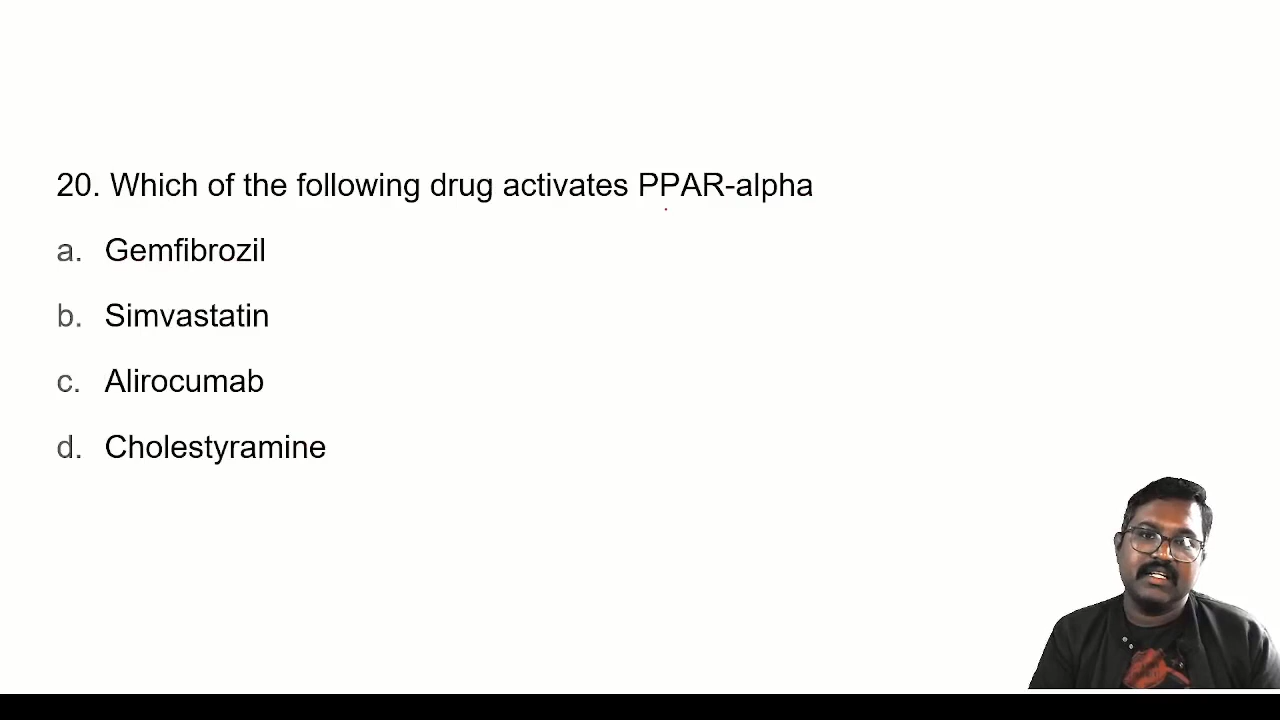 20. Which of the following drug activates PPAR-alpha
a. Gemfibrozil
b. Simvastatin
c. Alirocumab
d. Cholestyramine